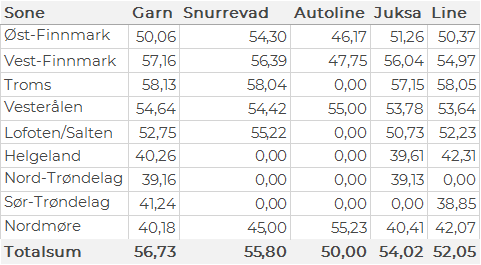 Sone Garn Snurrevad Autoline Juksa Line
Øst-Finnmark 50,06 54,30 46,17 51,26 50,37
Vest-Finnmark 57,16 56,39 47,75 56,04 54,97
Troms 58,13 58,04 0,00 57,15 58,05
Vesterålen 54,64 54,42 55,00 53,78 53,64
Lofoten/Salten 52,75 55,22 0,00 50,73 52,23
Helgeland 40,26 0,00 0,00 39,61 42,31
Nord-Trøndelag 39,16 0,00 0,00 39,13 0,00
Sør-Trøndelag 41,24 0,00 0,00 0,00 38,85
Nordmøre 40,18 45,00 55,23 40,41 42,07
Totalsum 56,73 55,80 50,00 54,02 52,05